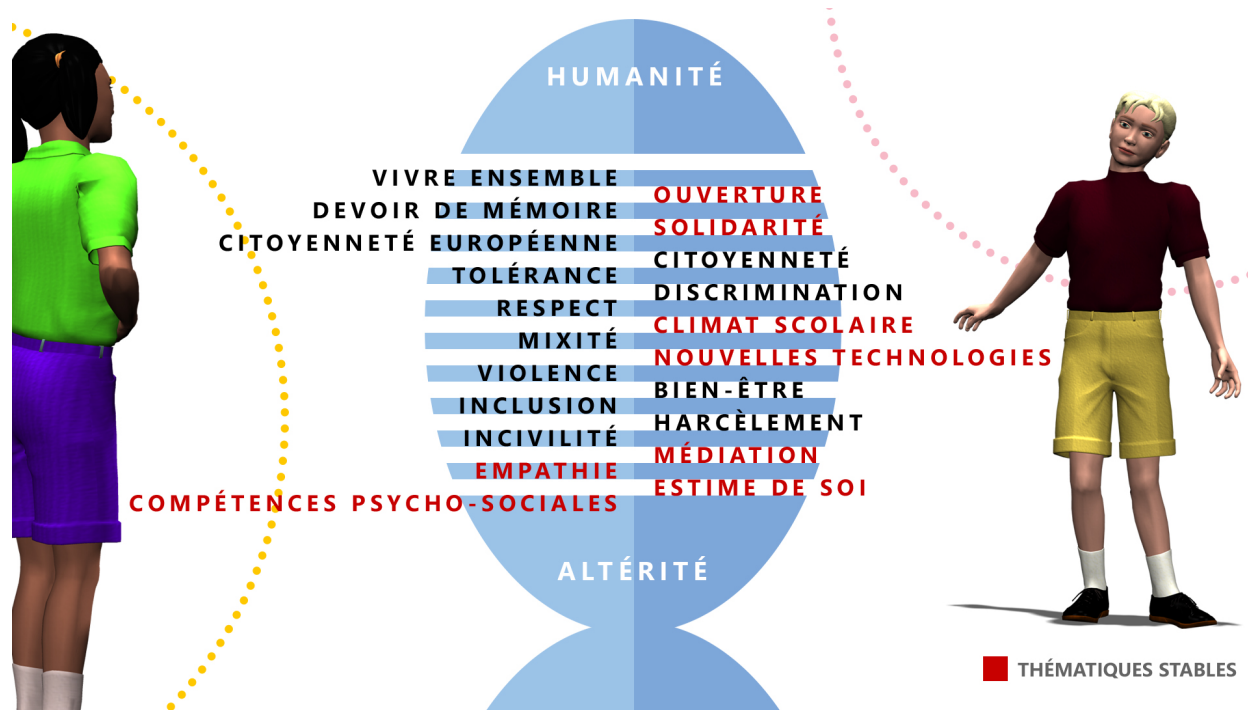 HUMANITÉ
VIVRE ENSEMBLE
OUVERTURE
DEVOIR DE MÉMOIRE
SOLIDARITÉ
CITOYENNETÉ EUROPÉENNE
CITOYENNETÉ
TOLÉRANCE
DISCRIMINATION
RESPECT
CLIMAT SCOLAIRE
MIXITÉ
NOUVELLES TECHNOLOGIES
VIOLENCE
BIEN-ÊTRE
INCLUSION
HARCÈLEMENT
INCIVILITÉ
MÉDIATION
EMPATHIE
ESTIME DE SOI
COMPÉTENCES PSYCHO-SOCIALES
ALTÉRITÉ
THÉMATIQUES STABLES